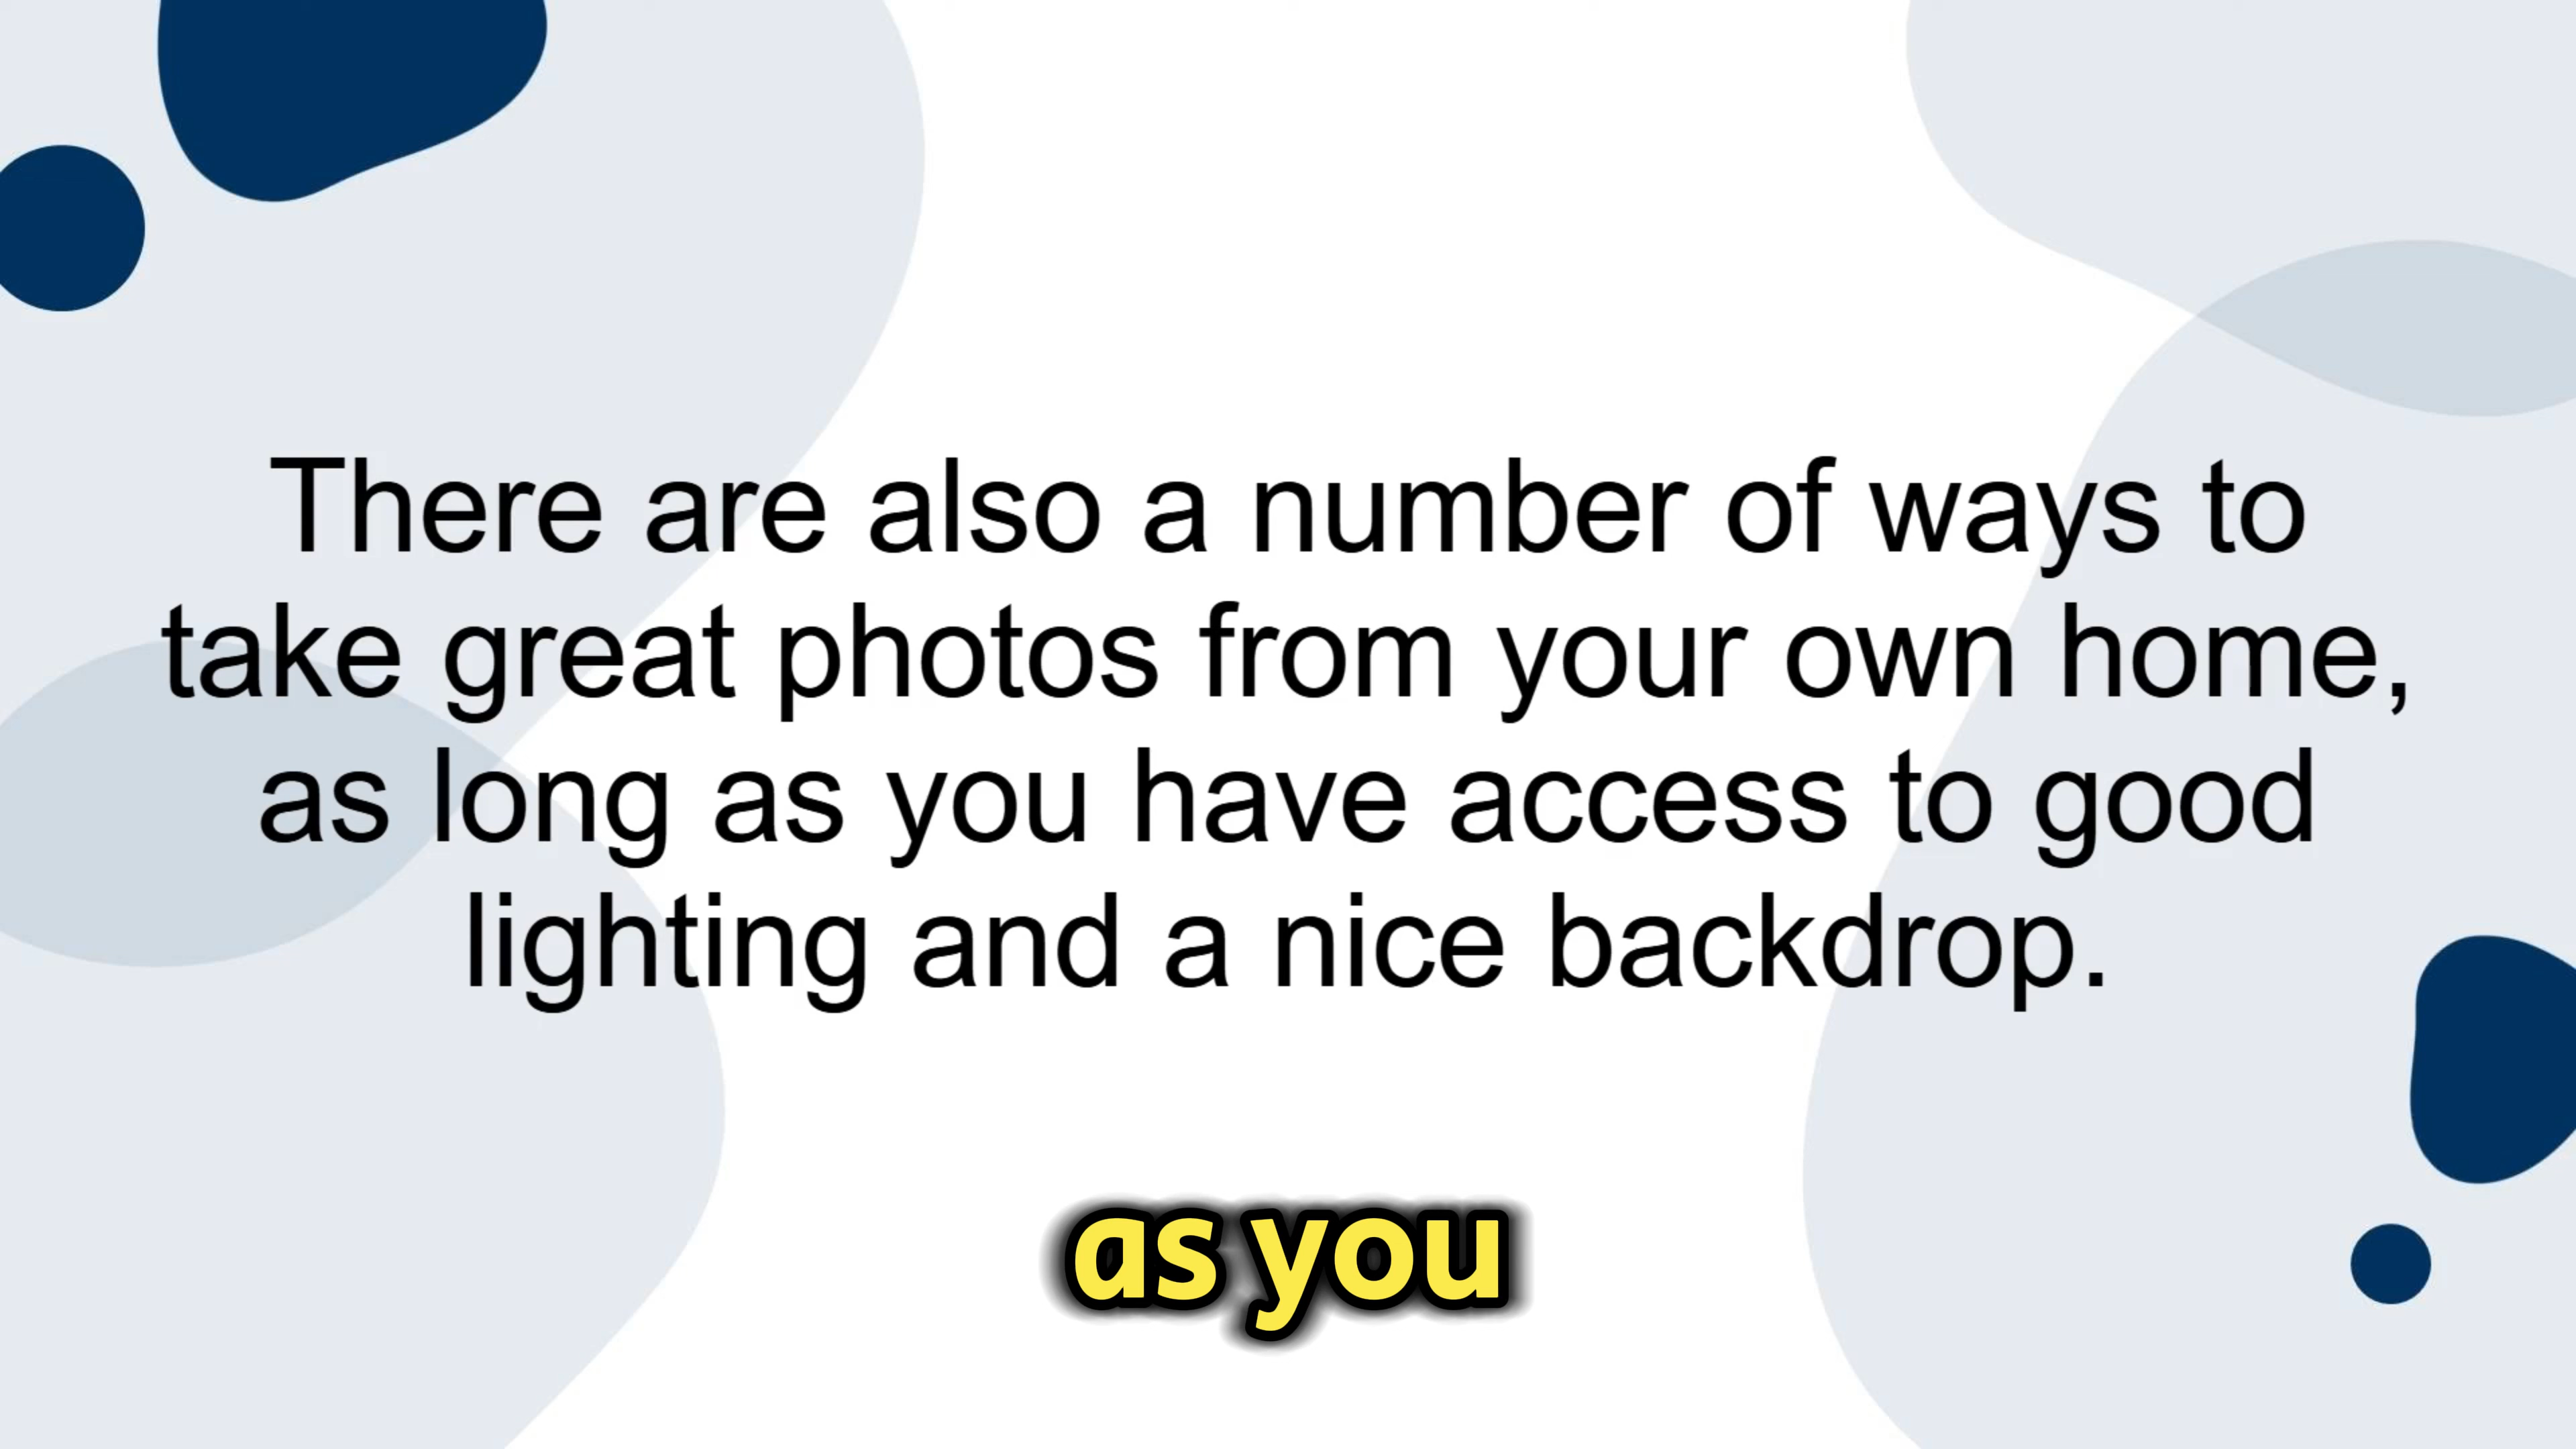 There are also a number of ways to
take great photos from your own home,
as long as you have access to good
lighting and a nice backdrop.
as you